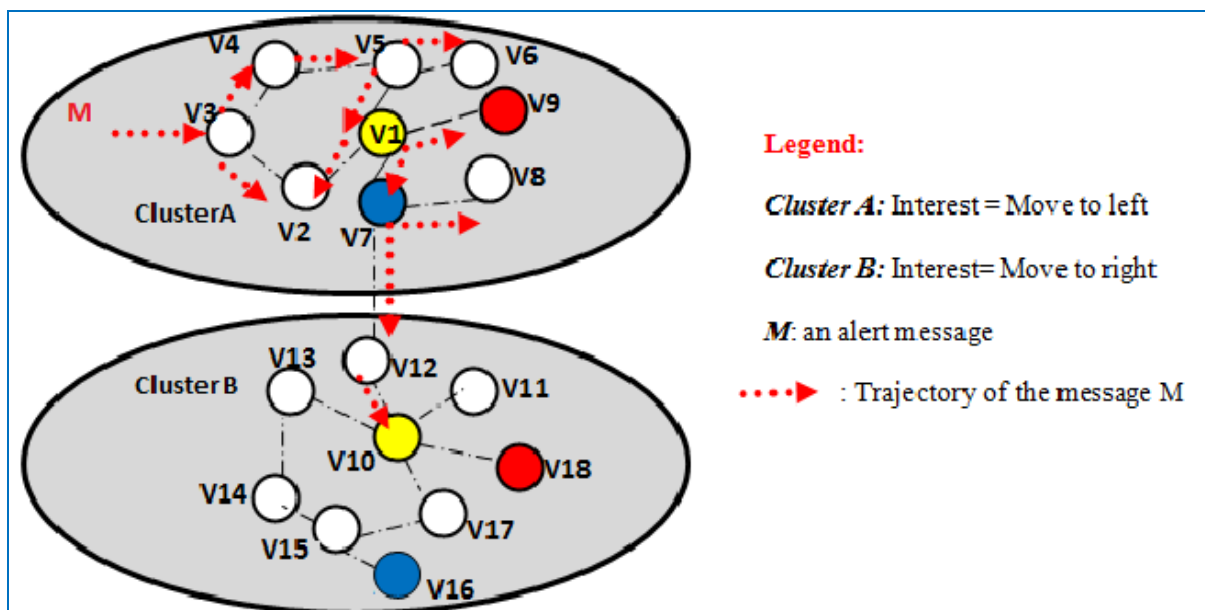 V4
V5
V6
M
V3
V9
V1
V8
ClusterA
V2
V7
Legend:
Cluster A: Interest = Move to left
Cluster B: Interest= Move to right
M: an alert message
: Trajectory of the message M
V13
V12
Cluster B
V11
V10
V18
V14
V17
V15
V16